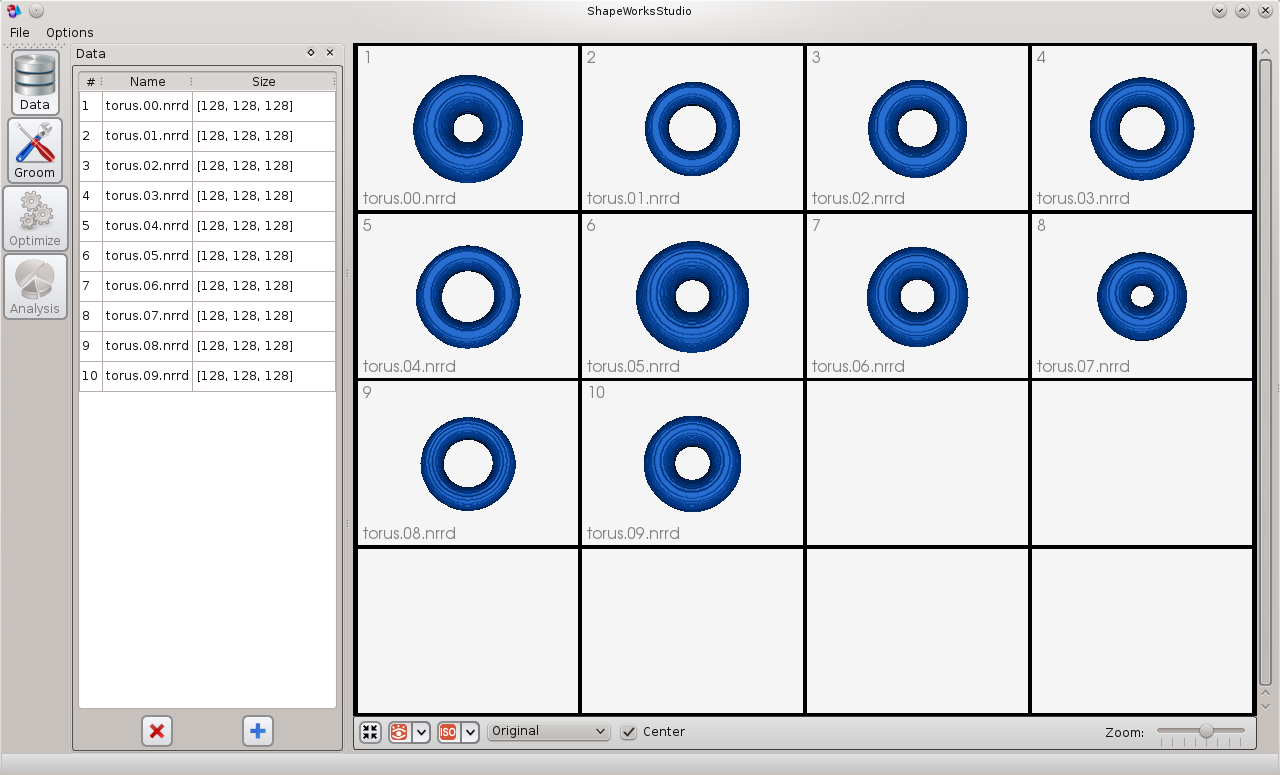 ShapeWorksStudio
File Options
Data
Groom
Optimize
Analysis
Data
# Name Size
1 torus.00.nrrd [128, 128, 128]
2 torus.01.nrrd [128, 128, 128]
3 torus.02.nrrd [128, 128, 128]
4 torus.03.nrrd [128, 128, 128]
5 torus.04.nrrd [128, 128, 128]
6 torus.05.nrrd [128, 128, 128]
7 torus.06.nrrd [128, 128, 128]
8 torus.07.nrrd [128, 128, 128]
9 torus.08.nrrd [128, 128, 128]
10 torus.09.nrrd [128, 128, 128]
1 2 3 4
torus.00.nrrd torus.01.nrrd torus.02.nrrd torus.03.nrrd
5 6 7 8
torus.04.nrrd torus.05.nrrd torus.06.nrrd torus.07.nrrd
9 10
torus.08.nrrd torus.09.nrrd
ISO Original Center Zoom: